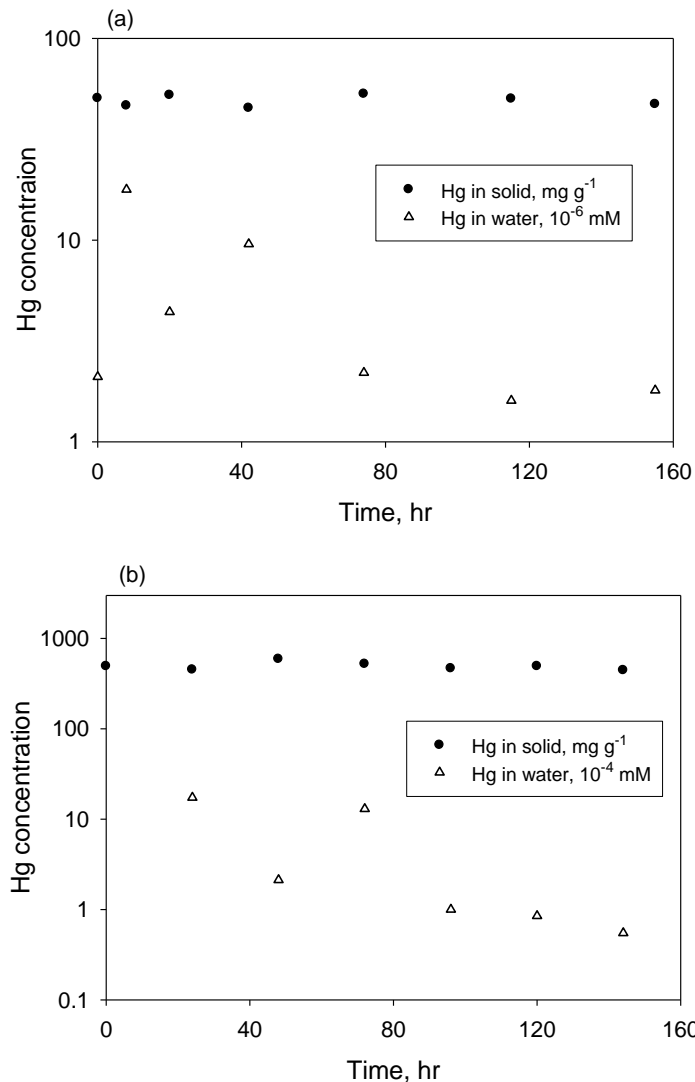 (a)
100
10
1
Hg concentraion
Hg in solid, mg g-1
Hg in water, 10-6 mM
0 40 80 120 160
Time, hr
(b)
1000
100
10
1
0.1
Hg concentration
Hg in solid, mg g-1
Hg in water, 10-4 mM
0 40 80 120 160
Time, hr